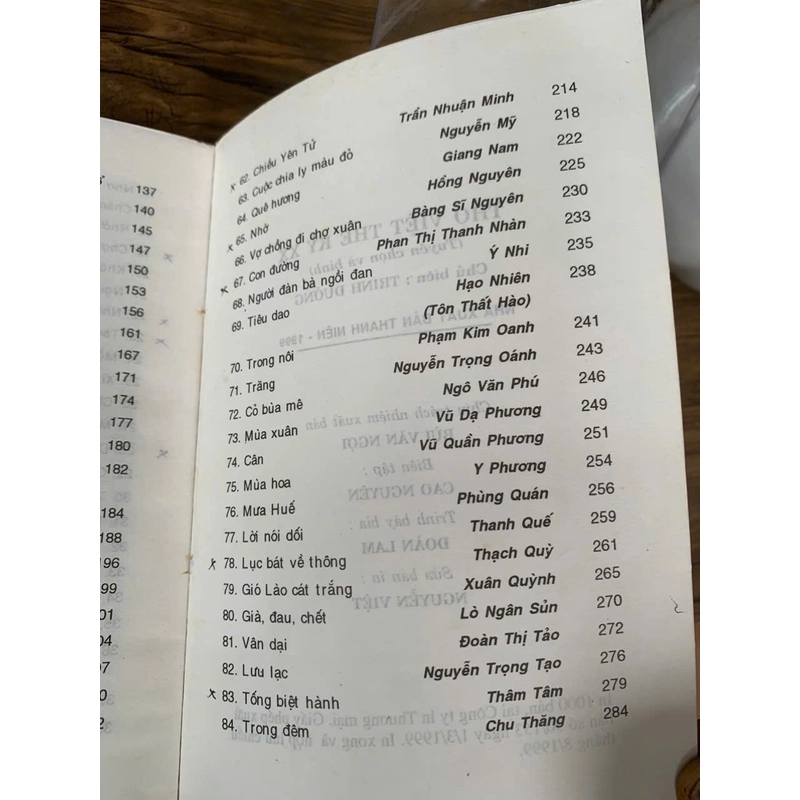 137
140
145
147
150
153
156
161
167
171
174
177
180
182
184
188
62. Chiều Yên Tử Trần Nhuận Minh 214
63. Cuộc chia ly màu đỏ Nguyễn Mỹ 218
64. Quê hương Giang Nam 222
65. Nhớ Hồng Nguyên 225
66. Vợ chồng đi chợ xuân Bàng Sĩ Nguyên 230
67. Con đường Phan Thị Thanh Nhàn 233
68. Người đàn bà ngồi đan Ý Nhi 235
69. Tiêu dao Hạo Nhiên 238
(Tôn Thất Hào)
70. Trong nôi Phạm Kim Oanh 241
71. Trăng Nguyễn Trọng Oánh 243
72. Cỏ bùa mê Ngô Văn Phú 246
73. Mùa xuân Vũ Dạ Phương 249
74. Cân Vũ Quần Phương 251
75. Mùa hoa Y Phương 254
76. Mưa Huế Phùng Quán 256
77. Lời nói dối Thanh Quế 259
78. Lục bát về thông Thạch Quỳ 261
79. Gió Lào cát trắng Xuân Quỳnh 265
80. Già, đau, chết Lò Ngân Sủn 270
81. Vân dại Đoàn Thị Tảo 272
82. Lưu lạc Nguyễn Trọng Tạo 276
83. Tống biệt hành Thâm Tâm 279
84. Trong đêm Chu Thăng 284